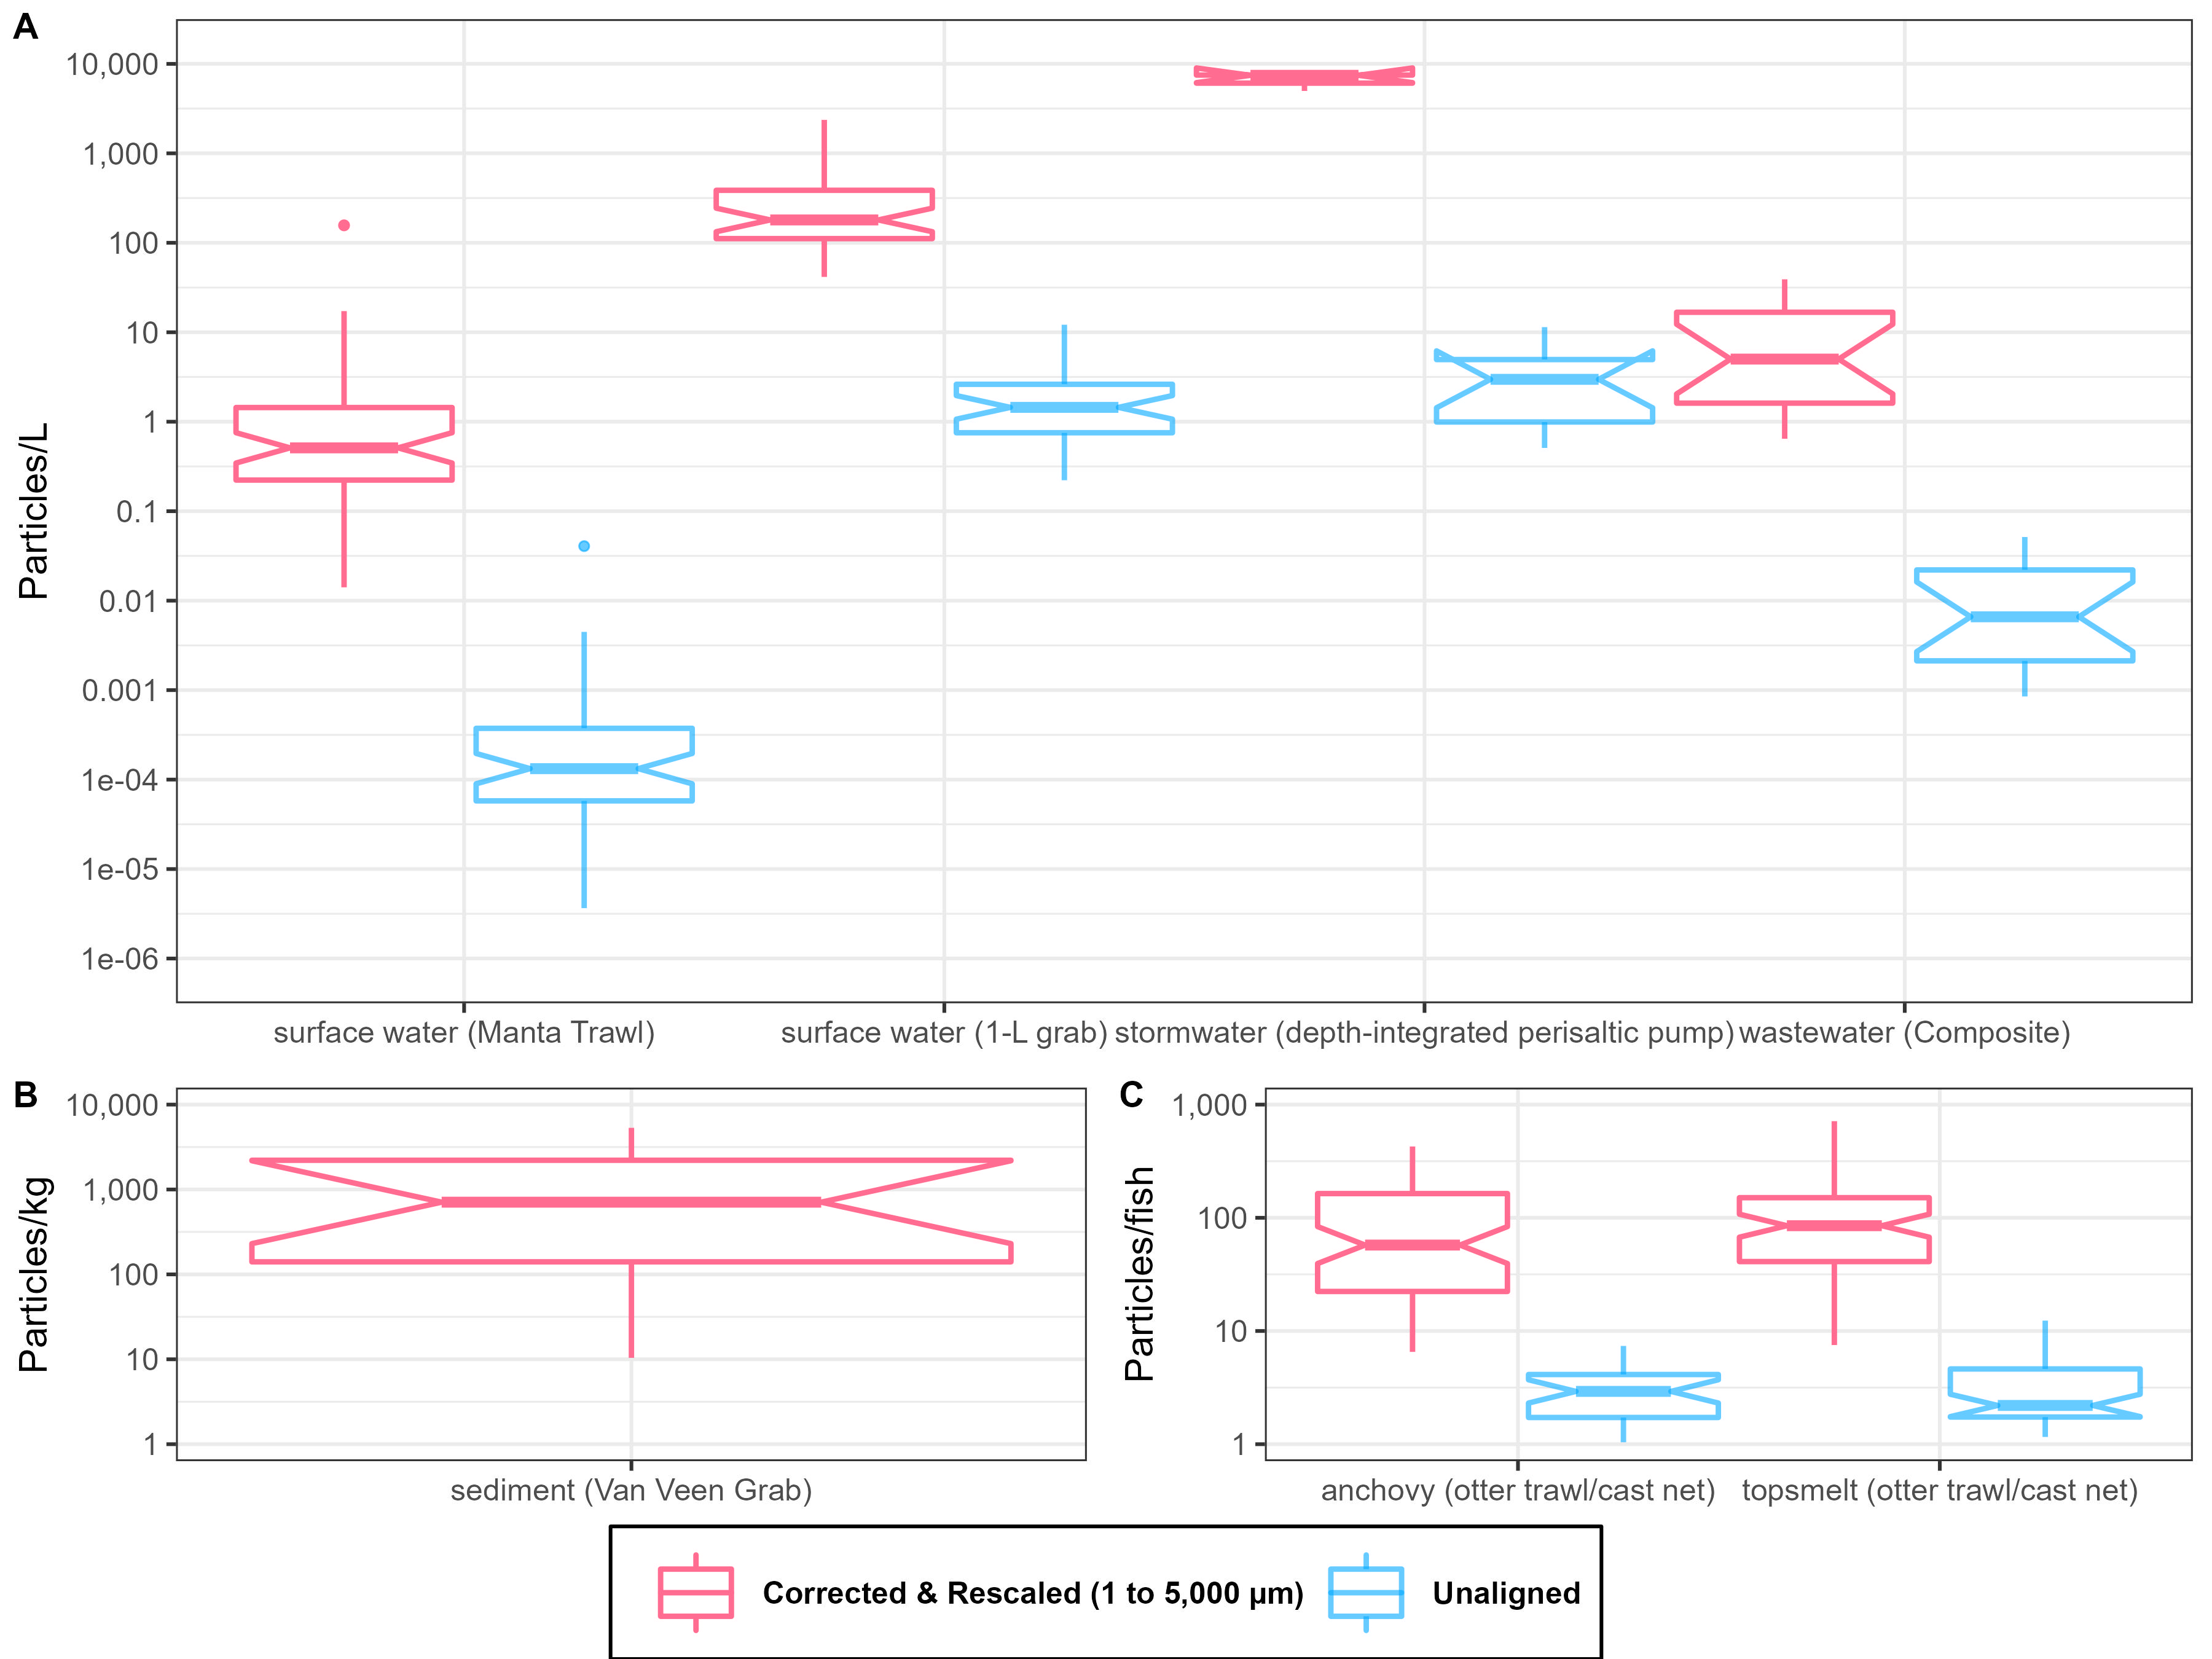 A
10,000
1,000
100
10
1
0.1
0.01
0.001
1e-04
1e-05
1e-06
Particles/L
surface water (Manta Trawl)
surface water (1-L grab)
stormwater (depth-integrated perisaltic pump)
wastewater (Composite)
B
10,000
1,000
100
10
1
Particles/kg
sediment (Van Veen Grab)
C
1,000
100
10
1
Particles/fish
anchovy (otter trawl/cast net)
topsmelt (otter trawl/cast net)
Corrected & Rescaled (1 to 5,000 µm)
Unaligned